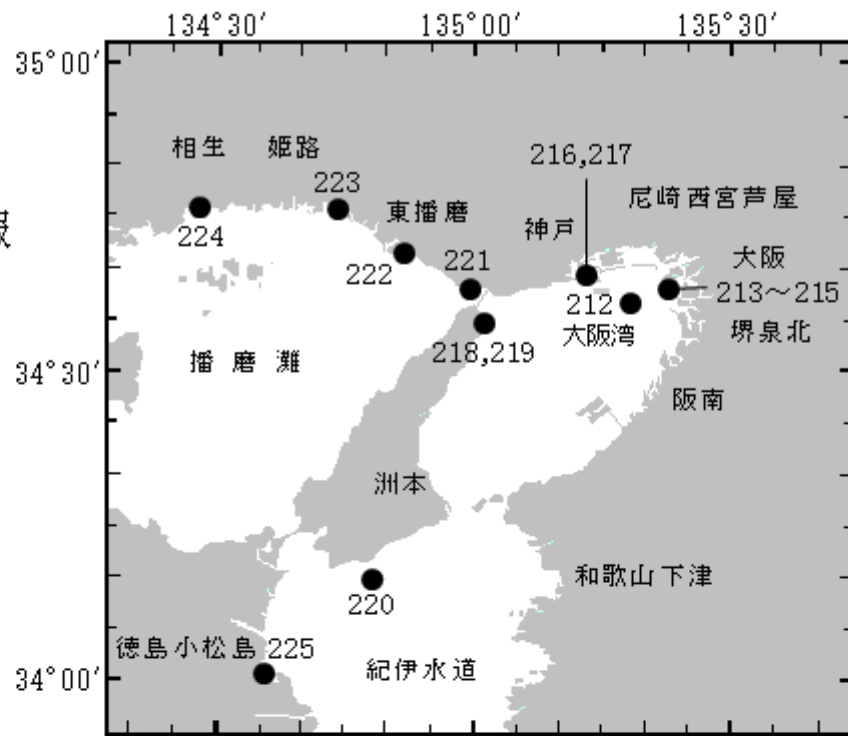 134°30′ 135°00′ 135°30′
35°00′
相生 姫路
216,217
223
尼崎西宮芦屋
東播磨
神戸
224
222
221
大阪
212
213～215
大阪湾
堺泉北
218,219
播磨灘
34°30′
阪南
洲本
和歌山下津
220
徳島小松島 225
紀伊水道
34°00′